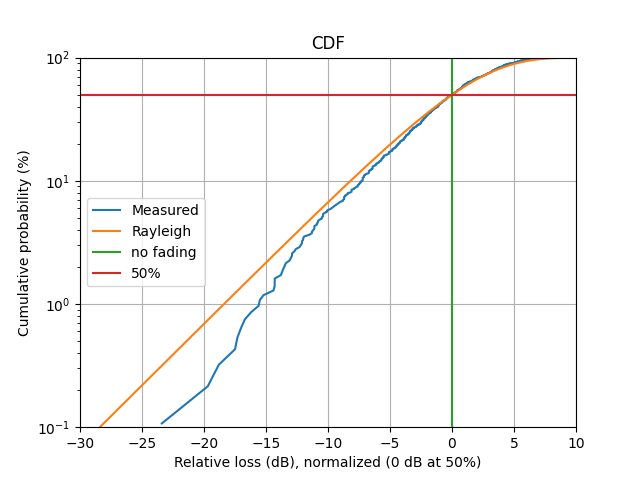 CDF
Cumulative probability (%)
10²
10¹
10⁰
10⁻¹
Measured
Rayleigh
no fading
50%
−30 −25 −20 −15 −10 −5 0 5 10
Relative loss (dB), normalized (0 dB at 50%)